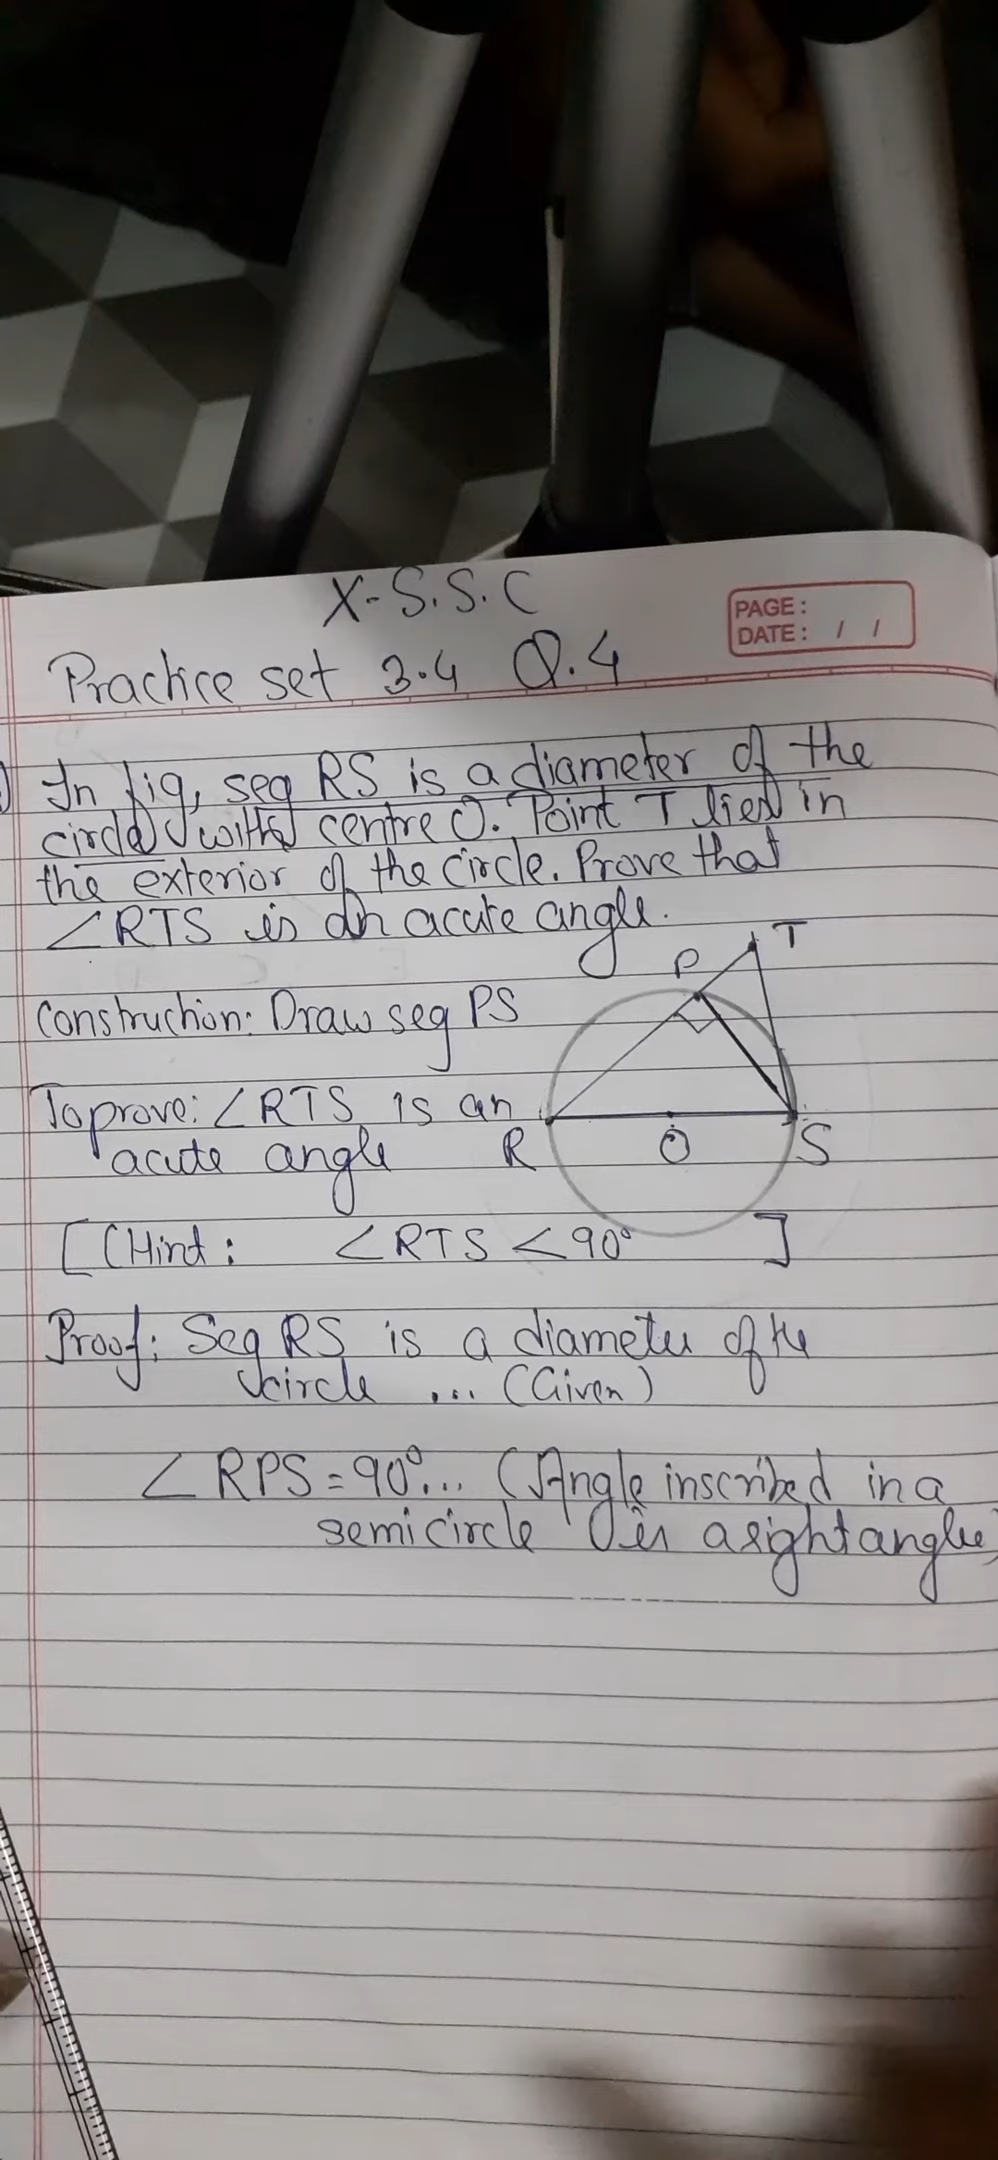 X-S.S.C
PAGE:
DATE: / /
Practice set 3.4 Q.4
In fig, seg RS is a diameter of the
circle with centre O. Point T lies in
the exterior of the circle. Prove that
∠RTS is an acute angle.
T
P
Construction: Draw seg PS
To prove: ∠RTS is an
acute angle
R O S
[(Hint: ∠RTS < 90° ]
Proof: Seg RS is a diameter of the
circle ... (Given)
∠RPS = 90°... (Angle inscribed in a
semicircle is a right angle)